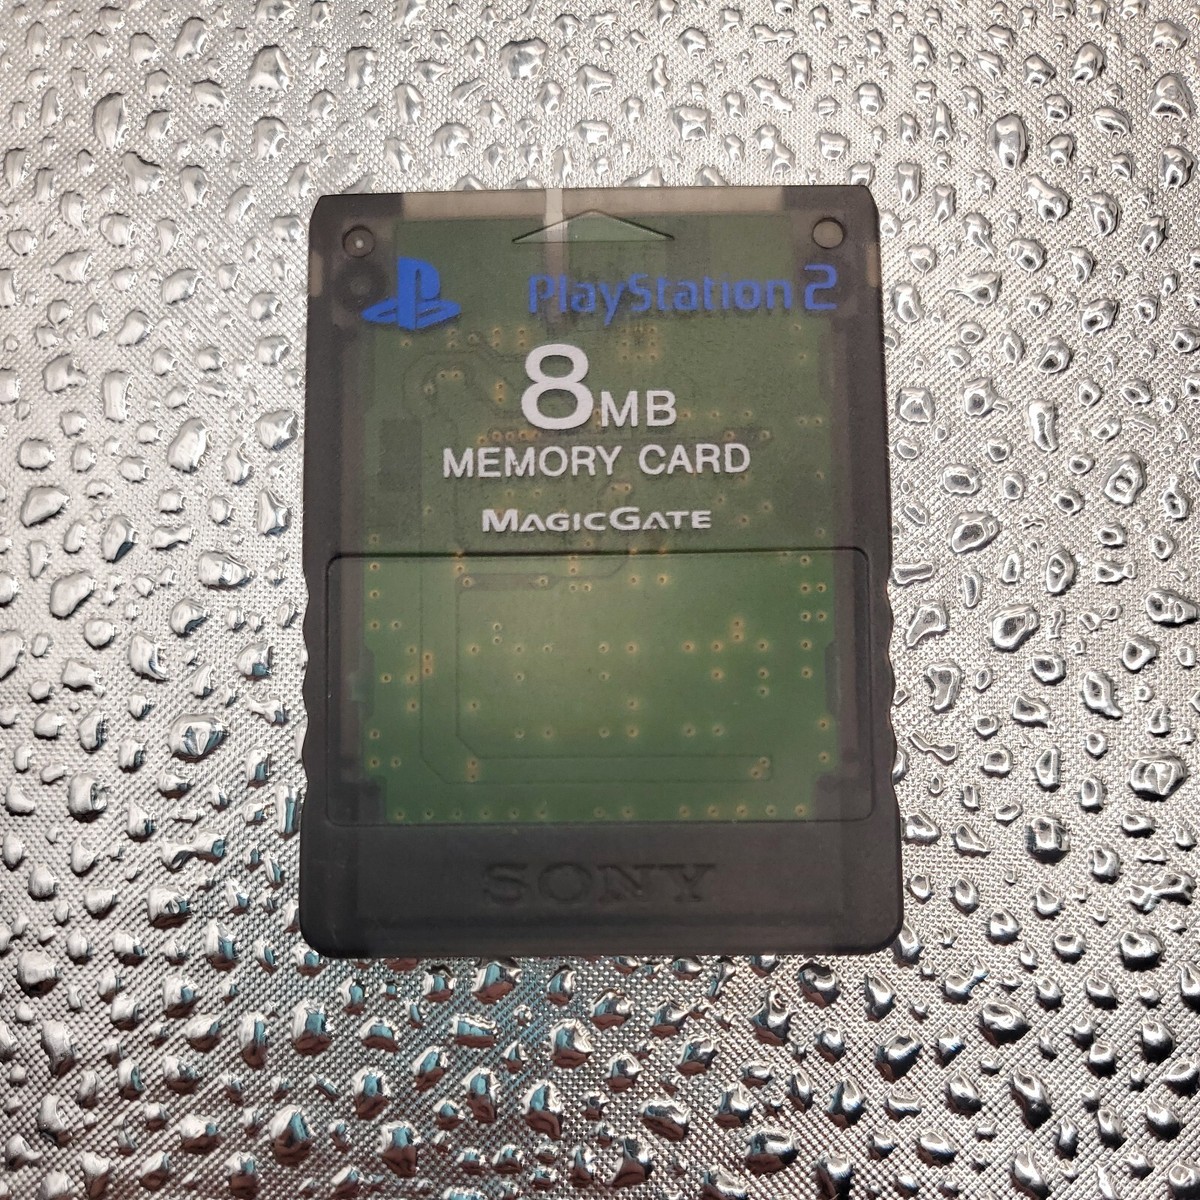 PlayStation 2
8MB
MEMORY CARD
MAGICGATE
SONY